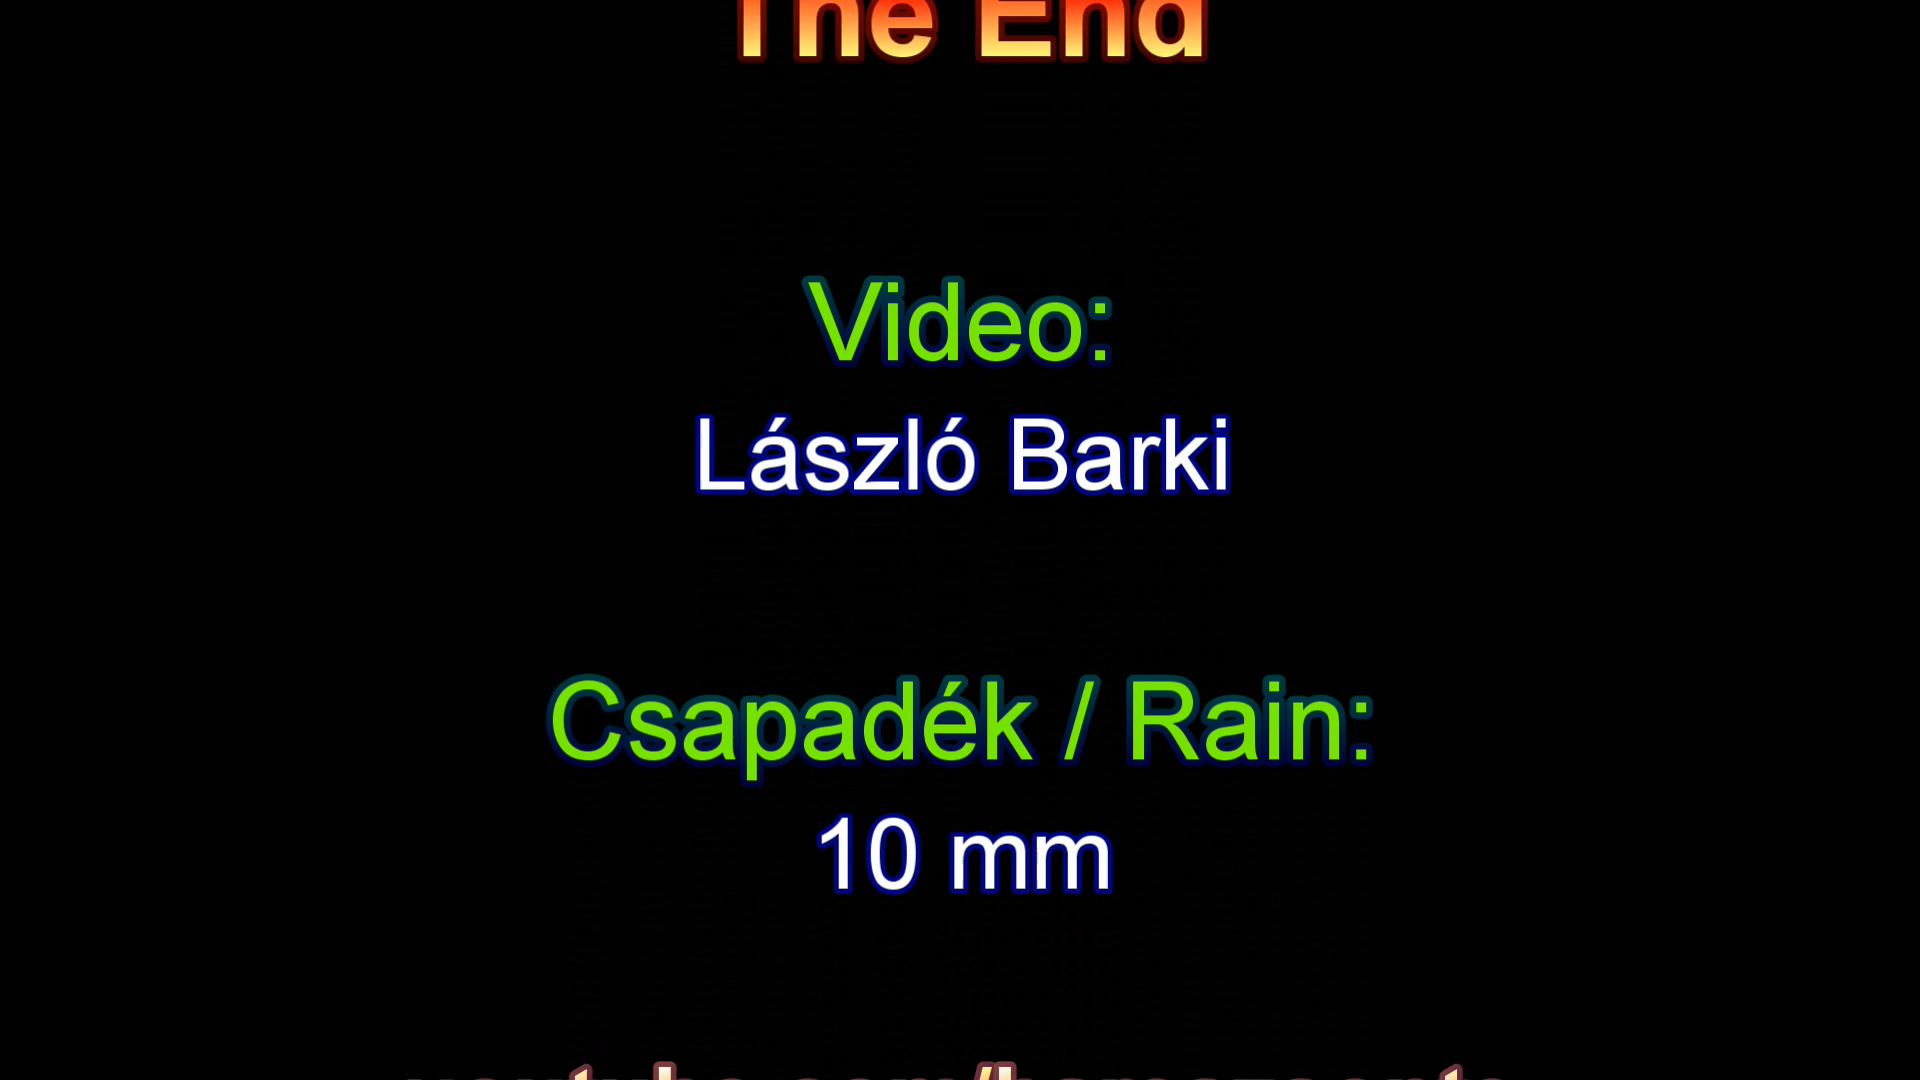 The End
Video:
László Barki
Csapadék / Rain:
10 mm